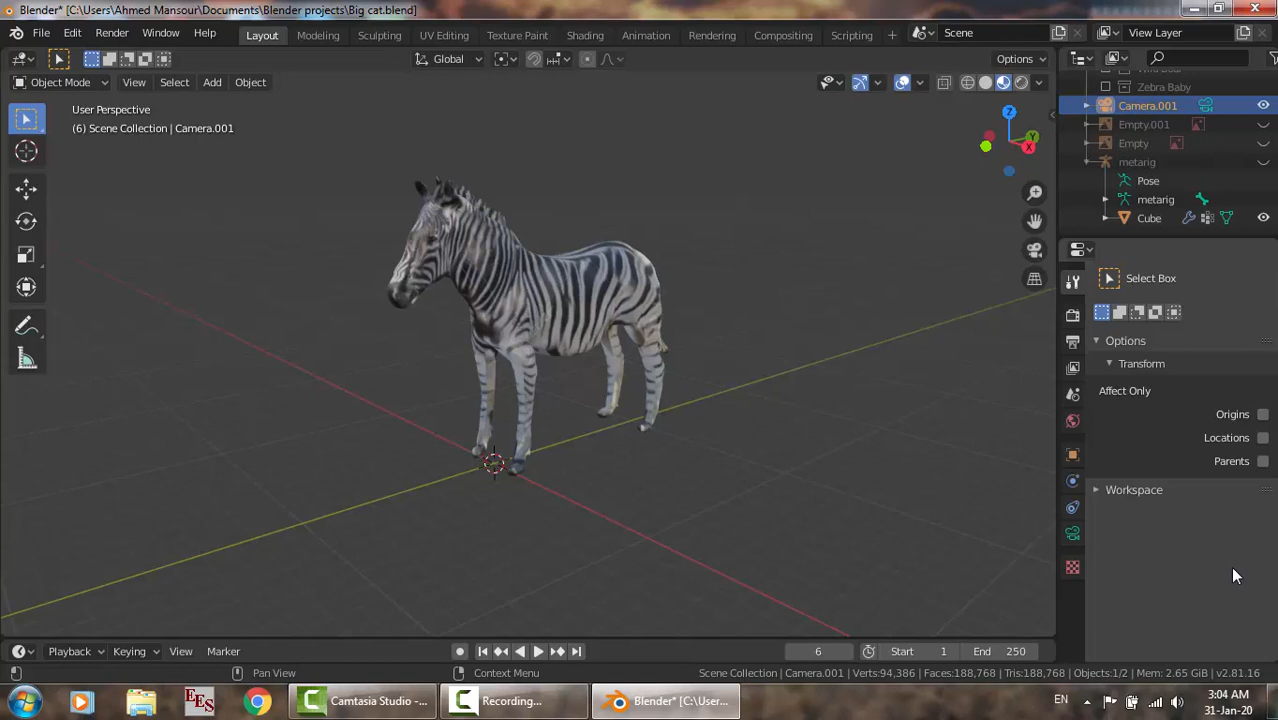 Blender* [C:\Users\Ahmed Mansour\Documents\Blender projects\Big cat.blend]
File Edit Render Window Help Layout Modeling Sculpting UV Editing Texture Paint Shading Animation Rendering Compositing Scripting + Scene View Layer
Global Options
Object Mode View Select Add Object
Zebra Baby
User Perspective
(6) Scene Collection | Camera.001
Camera.001
Empty.001
Empty
metarig
Pose
metarig
Cube
Z
Y
X
Select Box
Options
Transform
Affect Only
Origins
Locations
Parents
Workspace
Playback Keying View Marker 6 Start 1 End 250
Pan View Context Menu Scene Collection | Camera.001 | Verts:94,386 | Faces:188,768 | Tris:188,768 | Objects:1/2 | Mem: 2.65 GiB | v2.81.16
EES Camtasia Studio -... Recording... Blender* [C:\User... EN 3:04 AM
31-Jan-20